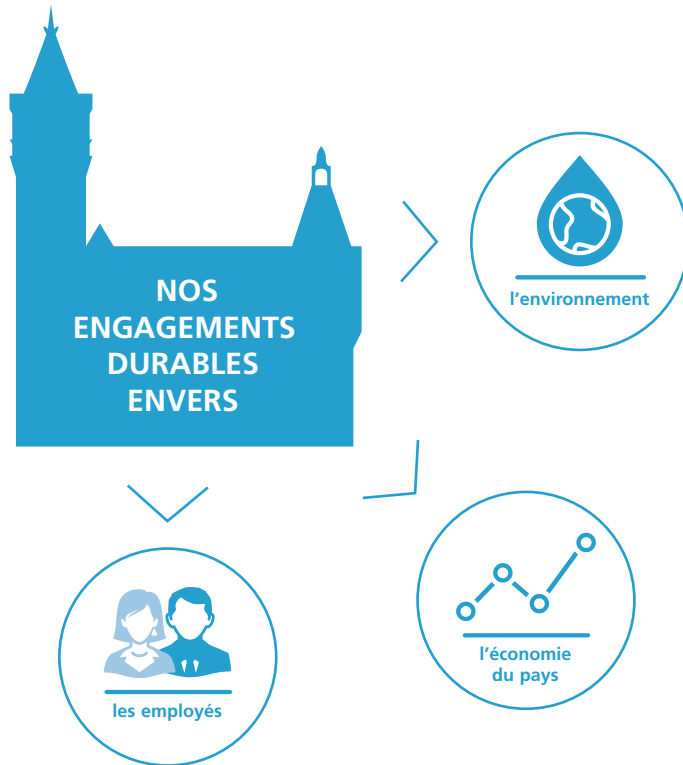 NOS
ENGAGEMENTS
DURABLES
ENVERS
l’environnement
l’économie
du pays
les employés